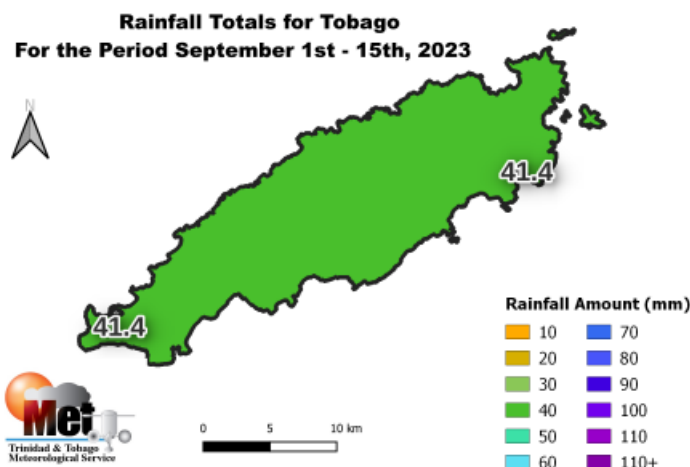 Rainfall Totals for Tobago
For the Period September 1st - 15th, 2023
N
41.4
41.4
Rainfall Amount (mm)
10 70
20 80
30 90
40 100
50 110
60 110+
Met
Trinidad & Tobago
Meteorological Service
0 5 10 km